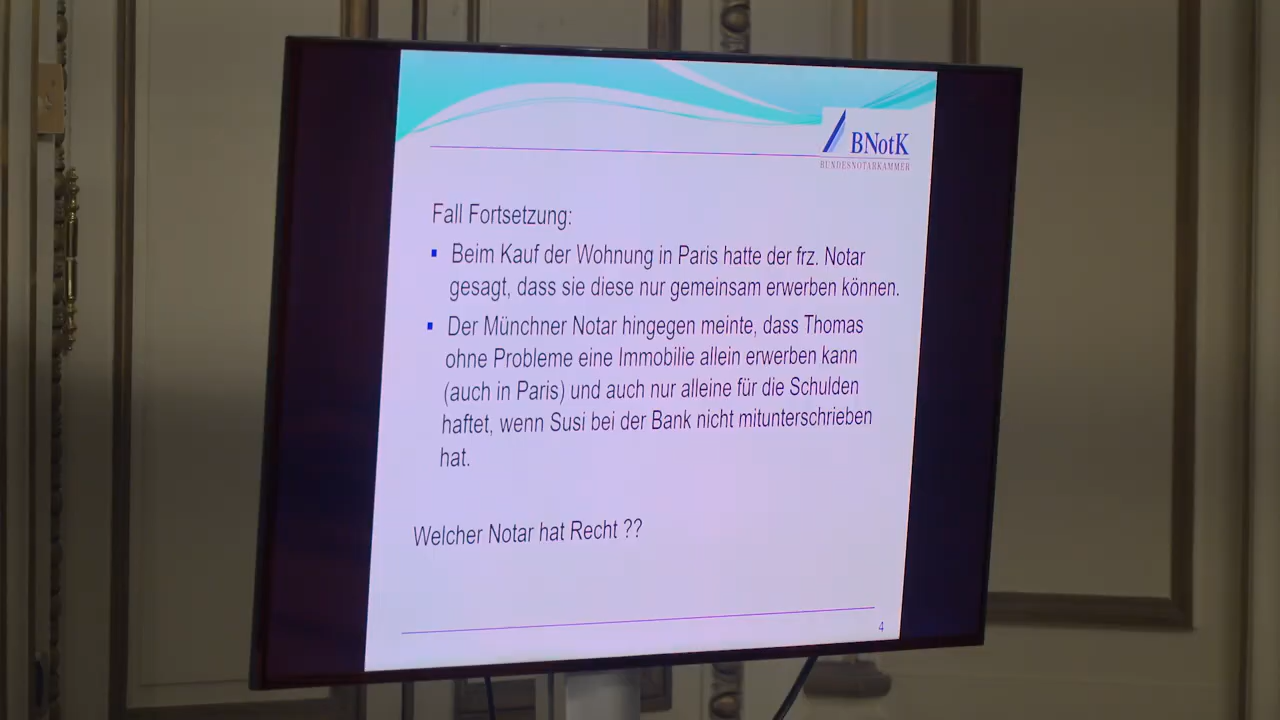 BNotK
BUNDESNOTARKAMMER
Fall Fortsetzung:
Beim Kauf der Wohnung in Paris hatte der frz. Notar
gesagt, dass sie diese nur gemeinsam erwerben können.
Der Münchner Notar hingegen meinte, dass Thomas
ohne Probleme eine Immobilie allein erwerben kann
(auch in Paris) und auch nur alleine für die Schulden
haftet, wenn Susi bei der Bank nicht mitunterschrieben
hat.
Welcher Notar hat Recht ??
4